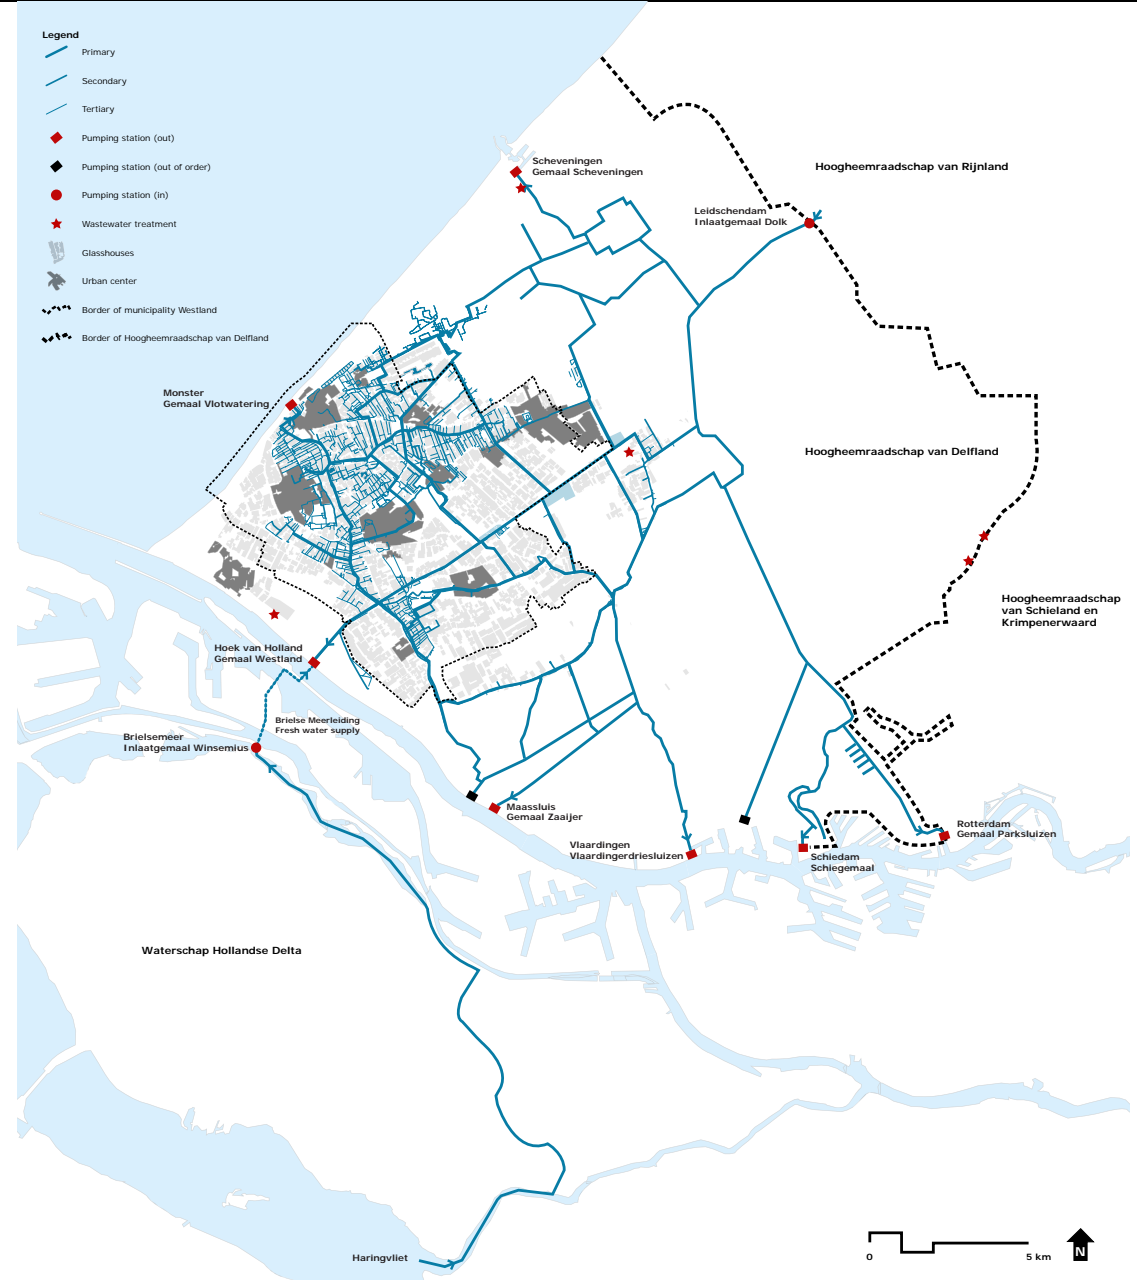 Legend
Primary
Secondary
Tertiary
Pumping station (out)
Pumping station (out of order)
Pumping station (in)
Wastewater treatment
Glasshouses
Urban center
Border of municipality Westland
Border of Hoogheemraadschap van Delfland
Scheveningen
Gemaal Scheveningen
Hoogheemraadschap van Rijnland
Leidschendam
Inlaatgemaal Dolk
Monster
Gemaal Vlotwatering
Hoogheemraadschap van Delfland
Hoogheemraadschap
van Schieland en
Krimpenerwaard
Hoek van Holland
Gemaal Westland
Brielse Meerleiding
Fresh water supply
Brielsemeer
Inlaatgemaal Winsemius
Maassluis
Gemaal Zaaijer
Vlaardingen
Vlaardingerdriesluizen
Schiedam
Schiegemaal
Rotterdam
Gemaal Parksluizen
Waterschap Hollandse Delta
Haringvliet
0
5 km
N